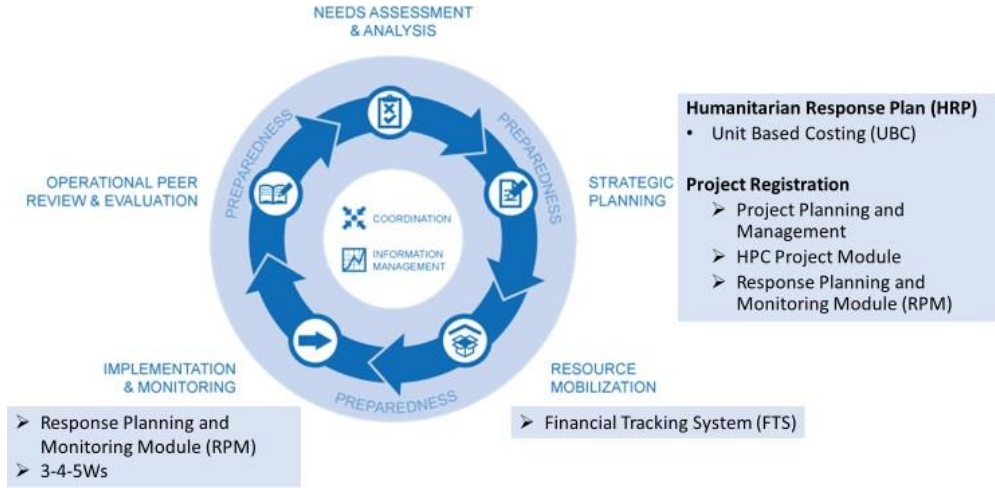 NEEDS ASSESSMENT
& ANALYSIS
PREPAREDNESS
PREPAREDNESS
Humanitarian Response Plan (HRP)
• Unit Based Costing (UBC)
Project Registration
➢ Project Planning and
Management
➢ HPC Project Module
➢ Response Planning and
Monitoring Module (RPM)
OPERATIONAL PEER
REVIEW & EVALUATION
STRATEGIC
PLANNING
COORDINATION
INFORMATION
MANAGEMENT
IMPLEMENTATION
& MONITORING
PREPAREDNESS
RESOURCE
MOBILIZATION
➢ Response Planning and
Monitoring Module (RPM)
➢ 3-4-5Ws
➢ Financial Tracking System (FTS)